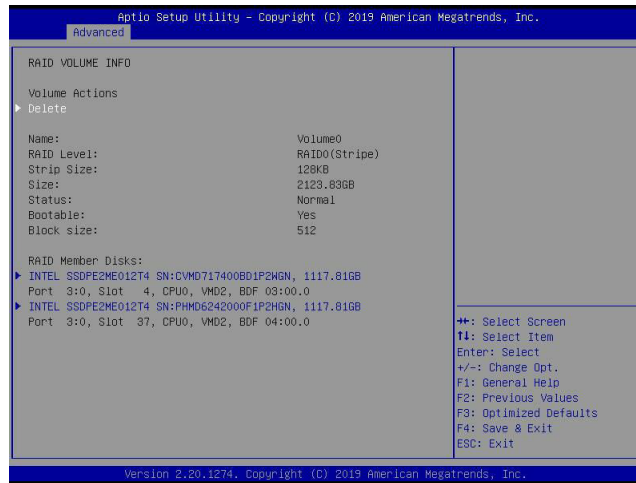 Aptio Setup Utility – Copyright (C) 2019 American Megatrends, Inc.
Advanced
RAID VOLUME INFO
Volume Actions
Delete
Name: Volume0
RAID Level: RAID0(Stripe)
Strip Size: 128KB
Size: 2123.83GB
Status: Normal
Bootable: Yes
Block size: 512
RAID Member Disks:
INTEL SSDPE2ME012T4 SN:CVMD717400BD1P2WGN, 1117.81GB
Port 3:0, Slot 4, CPU0, VMD2, BDF 03:00.0
INTEL SSDPE2ME012T4 SN:PHMD6242000F1P2HGN, 1117.81GB
Port 3:0, Slot 37, CPU0, VMD2, BDF 04:00.0
→←: Select Screen
↑↓: Select Item
Enter: Select
+/-: Change Opt.
F1: General Help
F2: Previous Values
F3: Optimized Defaults
F4: Save & Exit
ESC: Exit
Version 2.20.1274. Copyright (C) 2019 American Megatrends, Inc.